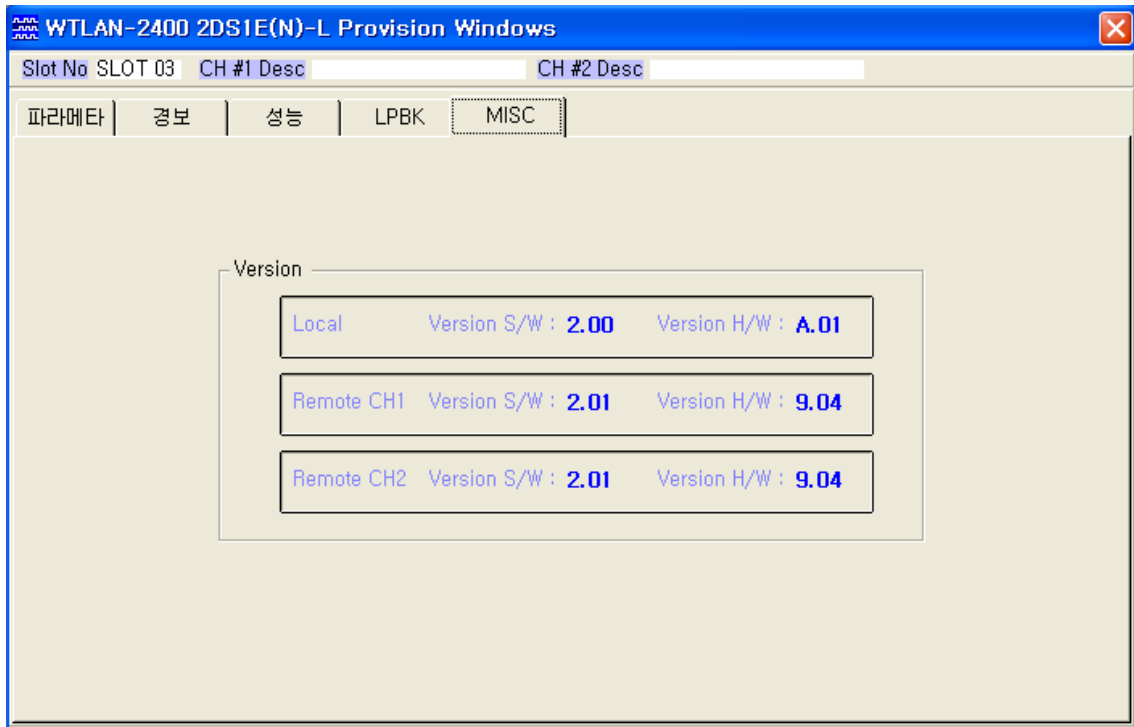 WTLAN-2400 2DS1E(N)-L Provision Windows
Slot No SLOT 03 CH #1 Desc CH #2 Desc
파라메타 경보 성능 LPBK MISC
Version
Local Version S/W : 2.00 Version H/W : A.01
Remote CH1 Version S/W : 2.01 Version H/W : 9.04
Remote CH2 Version S/W : 2.01 Version H/W : 9.04